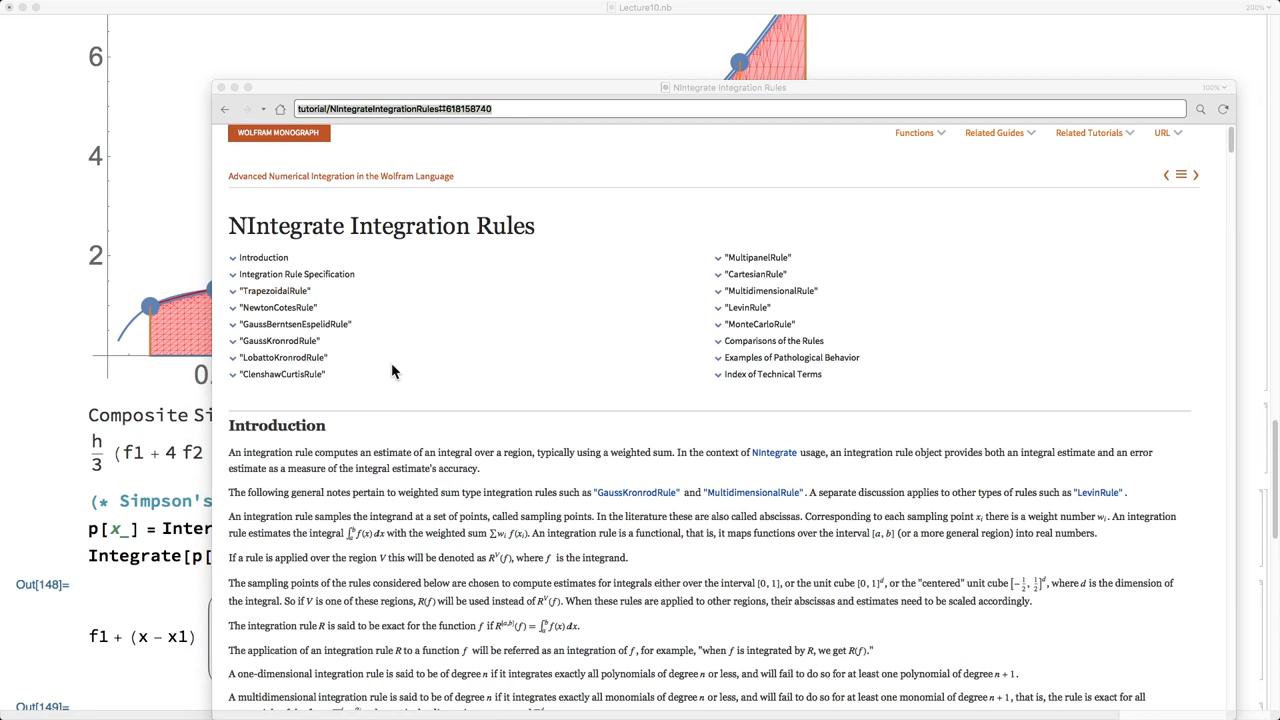 Lecture10.nb
200%
6
NIntegrate Integration Rules
100%
tutorial/NIntegrateIntegrationRules#618158740
WOLFRAM MONOGRAPH
Functions
Related Guides
Related Tutorials
URL
4
Advanced Numerical Integration in the Wolfram Language
NIntegrate Integration Rules
2
Introduction
Integration Rule Specification
"TrapezoidalRule"
"NewtonCotesRule"
"GaussBerntsenEspelidRule"
"GaussKronrodRule"
"LobattoKronrodRule"
"ClenshawCurtisRule"
"MultipanelRule"
"CartesianRule"
"MultidimensionalRule"
"LevinRule"
"MonteCarloRule"
Comparisons of the Rules
Examples of Pathological Behavior
Index of Technical Terms
0.
Composite Si
h/3 (f1 + 4 f2
(* Simpson's
p[x_] = Inter
Integrate[p[
Out[148]=
f1 + (x - x1)
Out[149]=
Introduction
An integration rule computes an estimate of an integral over a region, typically using a weighted sum. In the context of NIntegrate usage, an integration rule object provides both an integral estimate and an error
estimate as a measure of the integral estimate's accuracy.
The following general notes pertain to weighted sum type integration rules such as "GaussKronrodRule" and "MultidimensionalRule". A separate discussion applies to other types of rules such as "LevinRule".
An integration rule samples the integrand at a set of points, called sampling points. In the literature these are also called abscissas. Corresponding to each sampling point xᵢ there is a weight number wᵢ. An integration
rule estimates the integral ∫ₐᵇ f(x) dx with the weighted sum ∑wᵢ f(xᵢ). An integration rule is a functional, that is, it maps functions over the interval [a, b] (or a more general region) into real numbers.
If a rule is applied over the region V this will be denoted as Rⱽ(f), where f is the integrand.
The sampling points of the rules considered below are chosen to compute estimates for integrals either over the interval [0, 1], or the unit cube [0, 1]ᵈ, or the "centered" unit cube [-1/2, 1/2]ᵈ, where d is the dimension of
the integral. So if V is one of these regions, R(f) will be used instead of Rⱽ(f). When these rules are applied to other regions, their abscissas and estimates need to be scaled accordingly.
The integration rule R is said to be exact for the function f if R^[a,b](f) = ∫ₐᵇ f(x) dx.
The application of an integration rule R to a function f will be referred as an integration of f, for example, "when f is integrated by R, we get R(f)."
A one-dimensional integration rule is said to be of degree n if it integrates exactly all polynomials of degree n or less, and will fail to do so for at least one polynomial of degree n + 1.
A multidimensional integration rule is said to be of degree n if it integrates exactly all monomials of degree n or less, and will fail to do so for at least one monomial of degree n + 1, that is, the rule is exact for all